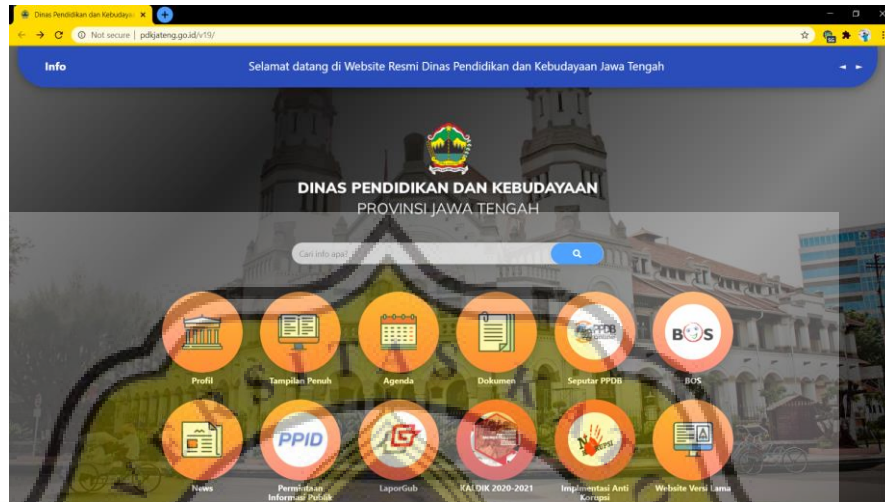 Dinas Pendidikan dan Kebudayaa
Not secure | pdkjateng.go.id/v19/
Info
Selamat datang di Website Resmi Dinas Pendidikan dan Kebudayaan Jawa Tengah
DINAS PENDIDIKAN DAN KEBUDAYAAN
PROVINSI JAWA TENGAH
Cari info apa?
PPDB
BOS
Profil
Tampilan Penuh
Agenda
Dokumen
Seputar PPDB
BOS
PPID
News
Permintaan
Informasi Publik
LaporGub
KALDIK 2020-2021
Implmentasi Anti
Korupsi
Website Versi Lama